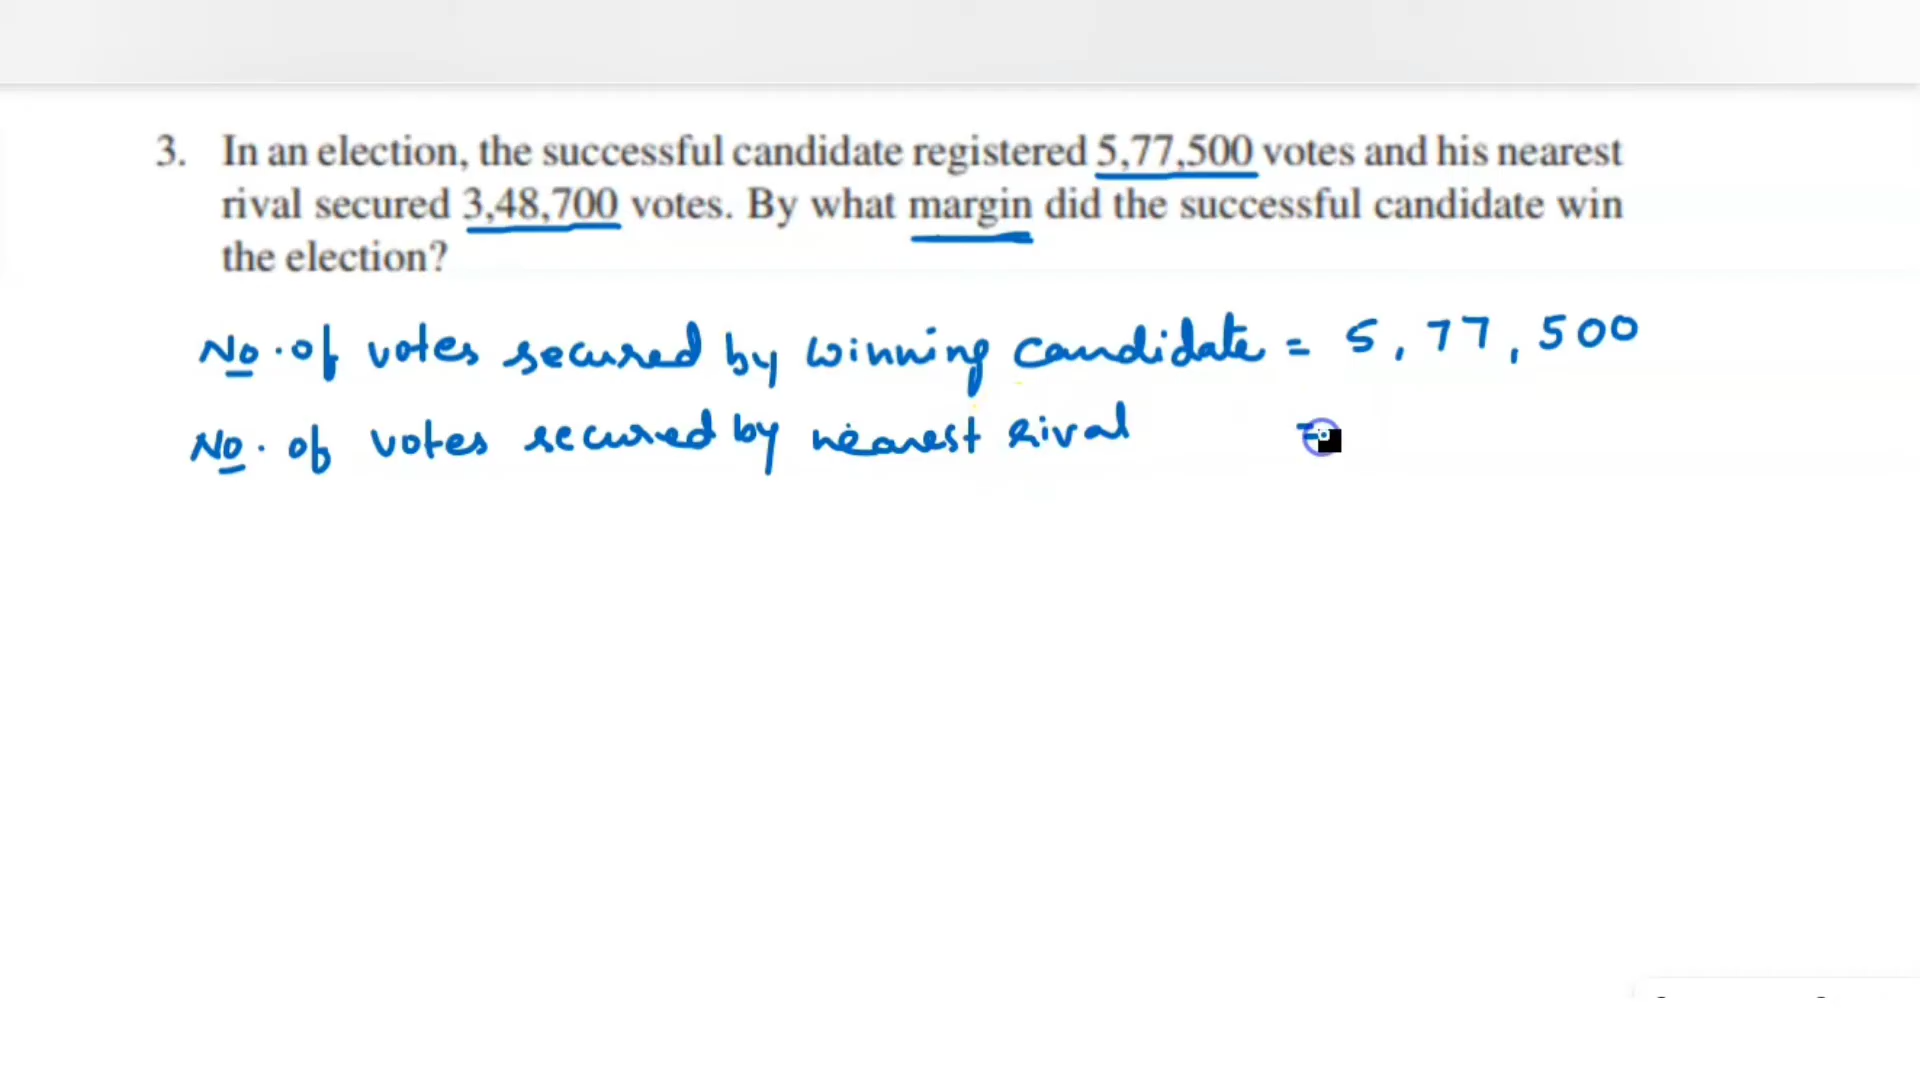 3. In an election, the successful candidate registered 5,77,500 votes and his nearest
rival secured 3,48,700 votes. By what margin did the successful candidate win
the election?
No. of votes secured by winning candidate = 5,77,500
No. of votes secured by nearest rival =